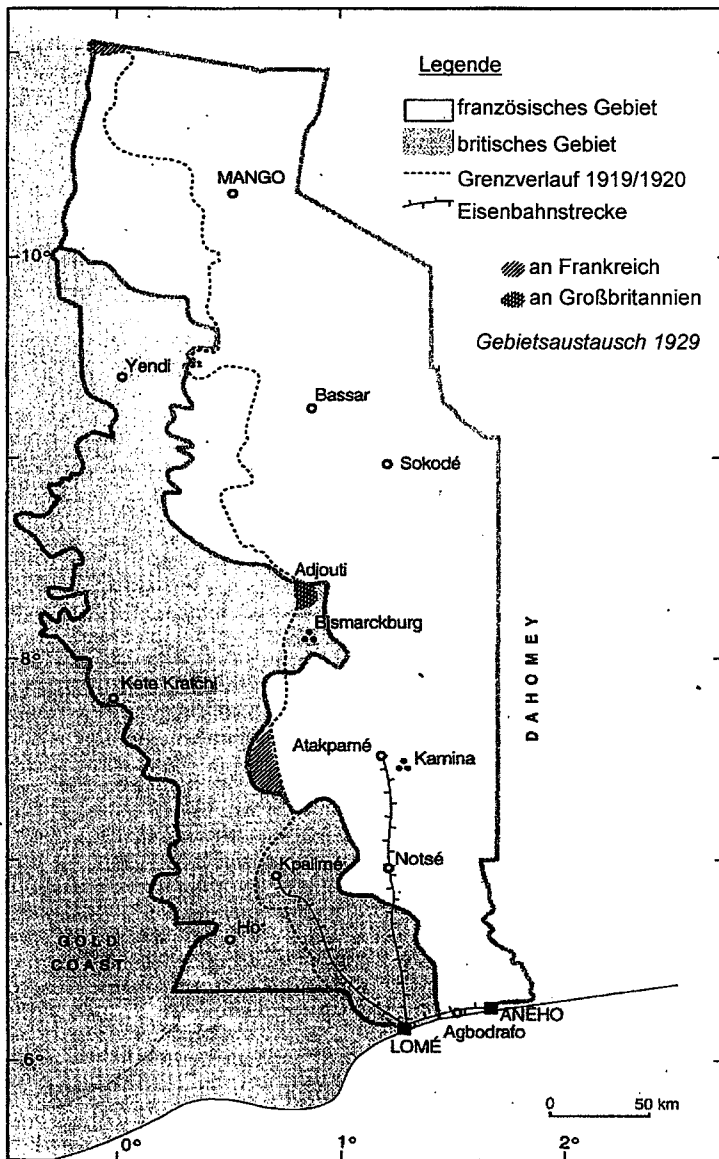 Legende
französisches Gebiet
britisches Gebiet
Grenzverlauf 1919/1920
Eisenbahnstrecke
an Frankreich
an Großbritannien
Gebietsaustausch 1929
MANGO
10°
Yendi
Bassar
Sokodé
Adjouti
Bismarckburg
8°
Kete Kratchi
DAHOMEY
Atakpamé
Kamina
Notsé
Kpalimé
Ho
GOLD
COAST
ANEHO
Agbodrafo
LOMÉ
6°
0 50 km
0° 1° 2°